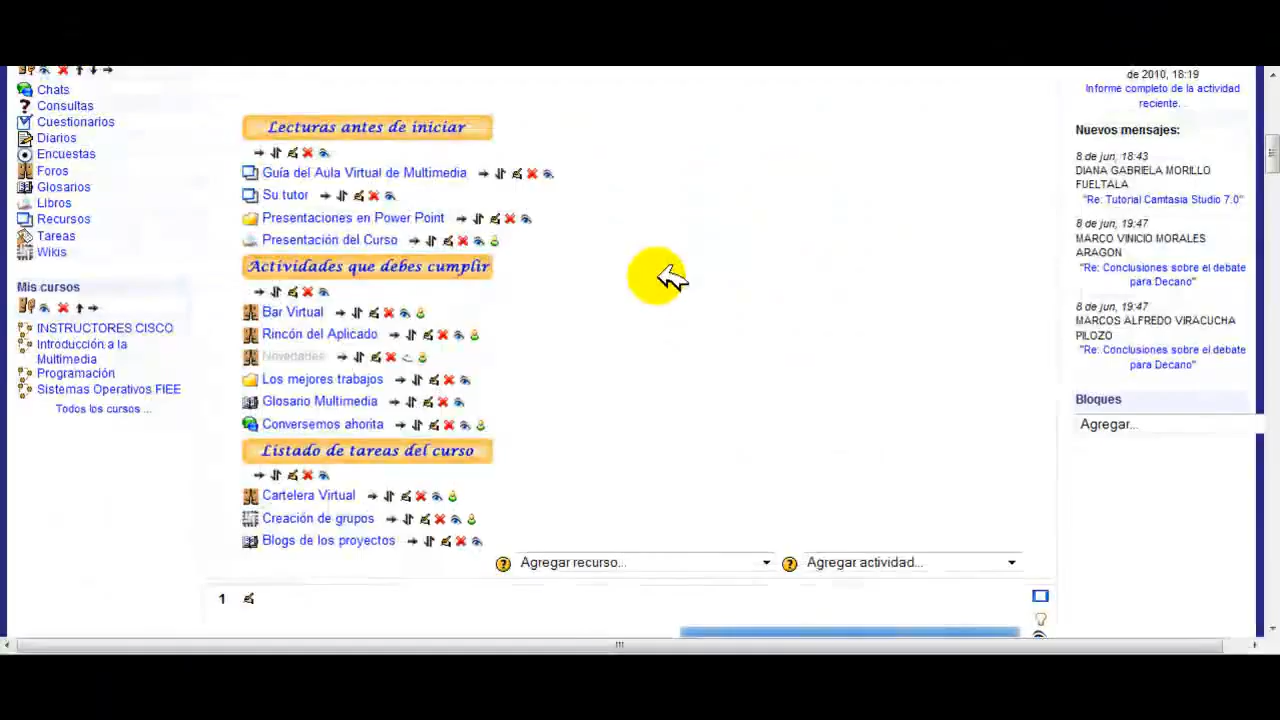 Chats
Consultas
Cuestionarios
Diarios
Encuestas
Foros
Glosarios
Libros
Recursos
Tareas
Wikis
Mis cursos
INSTRUCTORES CISCO
Introducción a la
Multimedia
Programación
Sistemas Operativos FIEE
Todos los cursos ...
Lecturas antes de iniciar
Guía del Aula Virtual de Multimedia
Su tutor
Presentaciones en Power Point
Presentación del Curso
Actividades que debes cumplir
Bar Virtual
Rincón del Aplicado
Novedades
Los mejores trabajos
Glosario Multimedia
Conversemos ahorita
Listado de tareas del curso
Cartelera Virtual
Creación de grupos
Blogs de los proyectos
Agregar recurso...
Agregar actividad...
1
de 2010, 18:19
Informe completo de la actividad
reciente.
Nuevos mensajes:
8 de jun, 18:43
DIANA GABRIELA MORILLO
FUELTALA
"Re: Tutorial Camtasia Studio 7.0"
8 de jun, 19:47
MARCO VINICIO MORALES
ARAGON
"Re: Conclusiones sobre el debate
para Decano"
8 de jun, 19:47
MARCOS ALFREDO VIRACUCHA
PILOZO
"Re: Conclusiones sobre el debate
para Decano"
Bloques
Agregar...